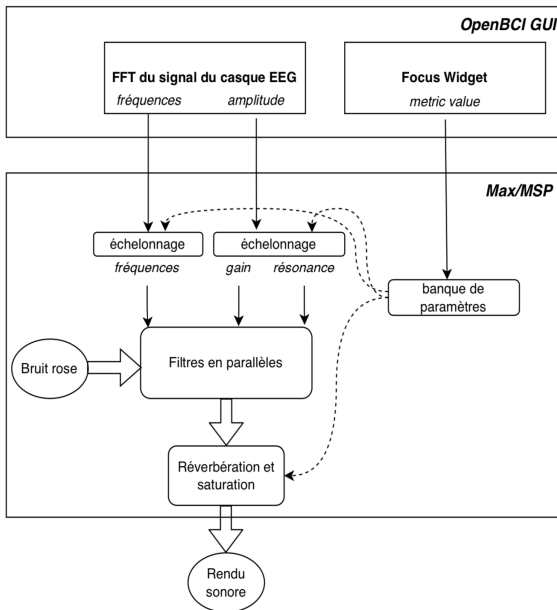 OpenBCI GUI
FFT du signal du casque EEG
fréquences amplitude
Focus Widget
metric value
Max/MSP
échelonnage
fréquences
échelonnage
gain résonance
banque de
paramètres
Bruit rose
Filtres en parallèles
Réverbération et
saturation
Rendu
sonore